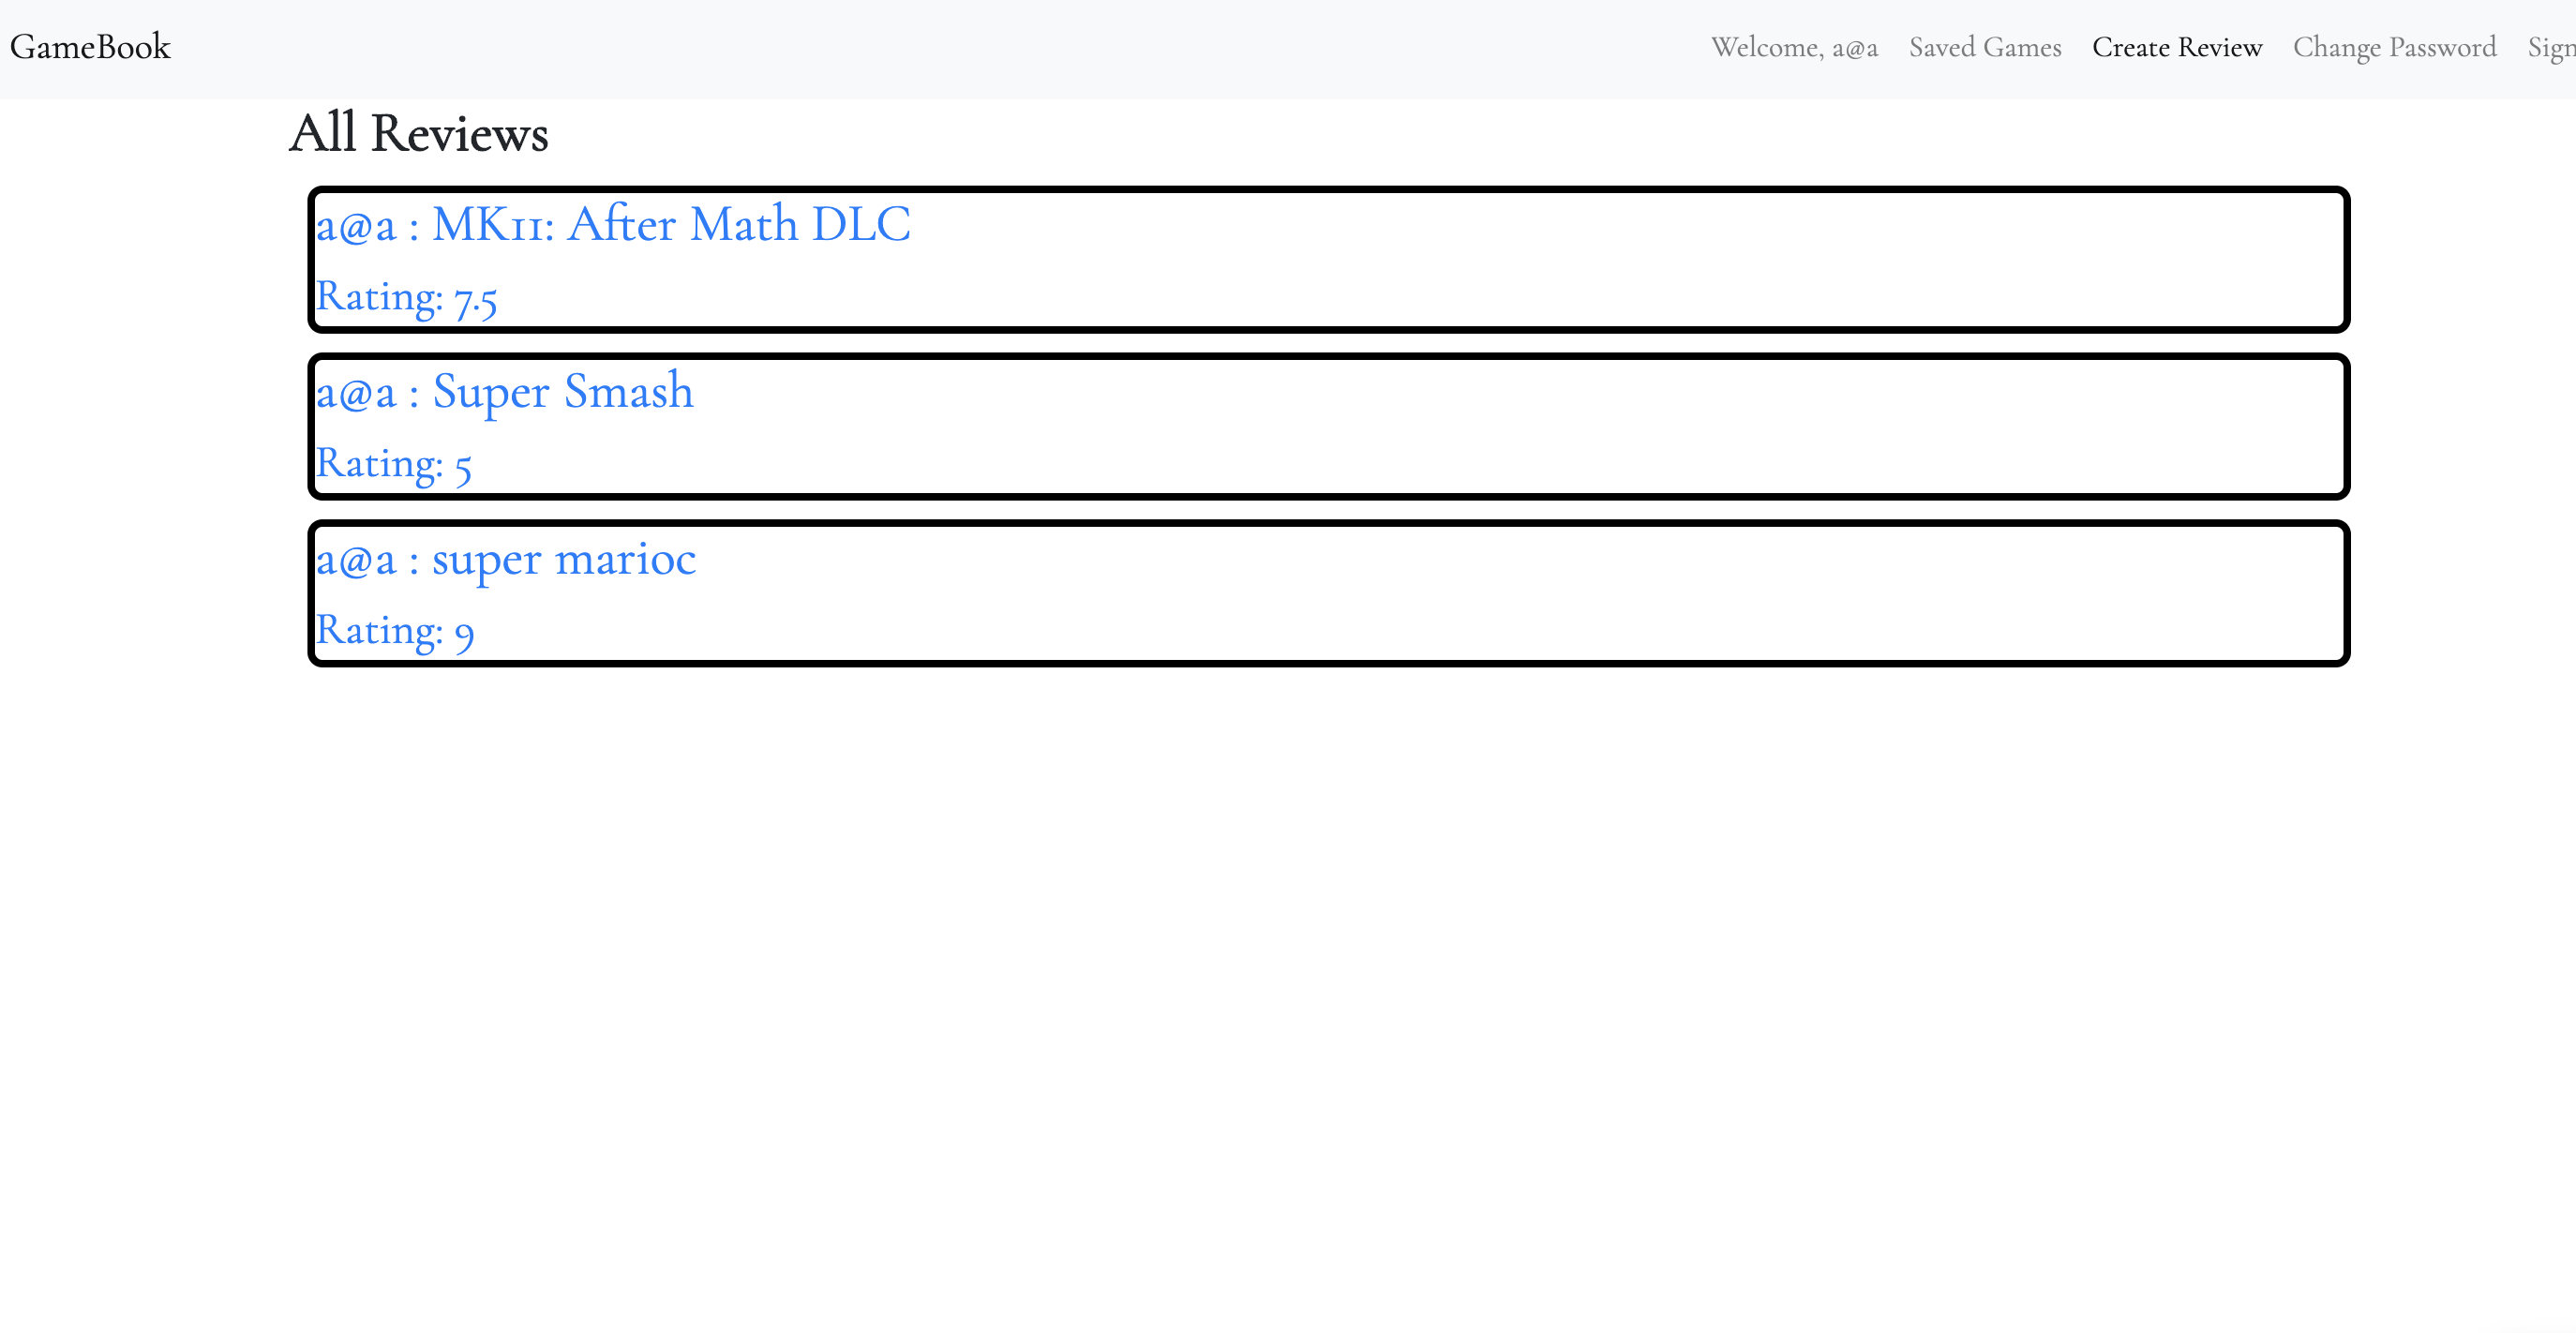 GameBook
Welcome, a@a Saved Games Create Review Change Password Sign
All Reviews
a@a : MK11: After Math DLC
Rating: 7.5
a@a : Super Smash
Rating: 5
a@a : super marioc
Rating: 9